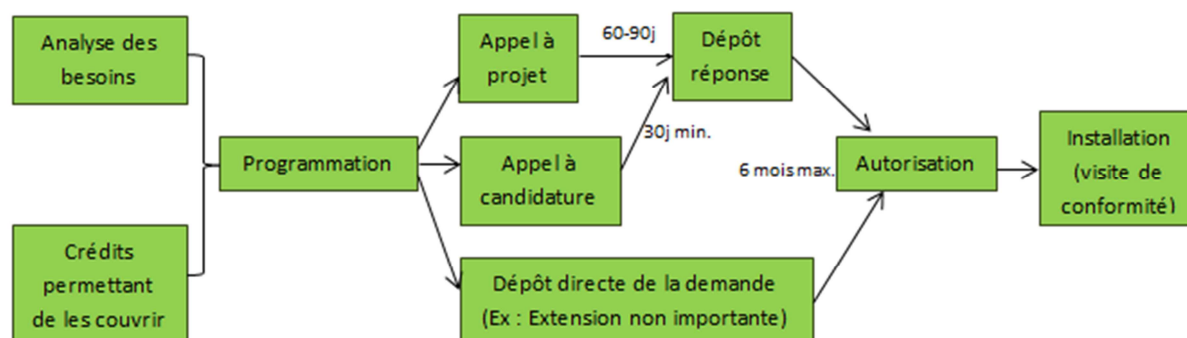 Analyse des
besoins
Crédits
permettant
de les couvrir
Programmation
Appel à
projet
60-90j
Dépôt
réponse
Appel à
candidature
30j min.
Dépôt directe de la demande
(Ex : Extension non importante)
6 mois max.
Autorisation
Installation
(visite de
conformité)